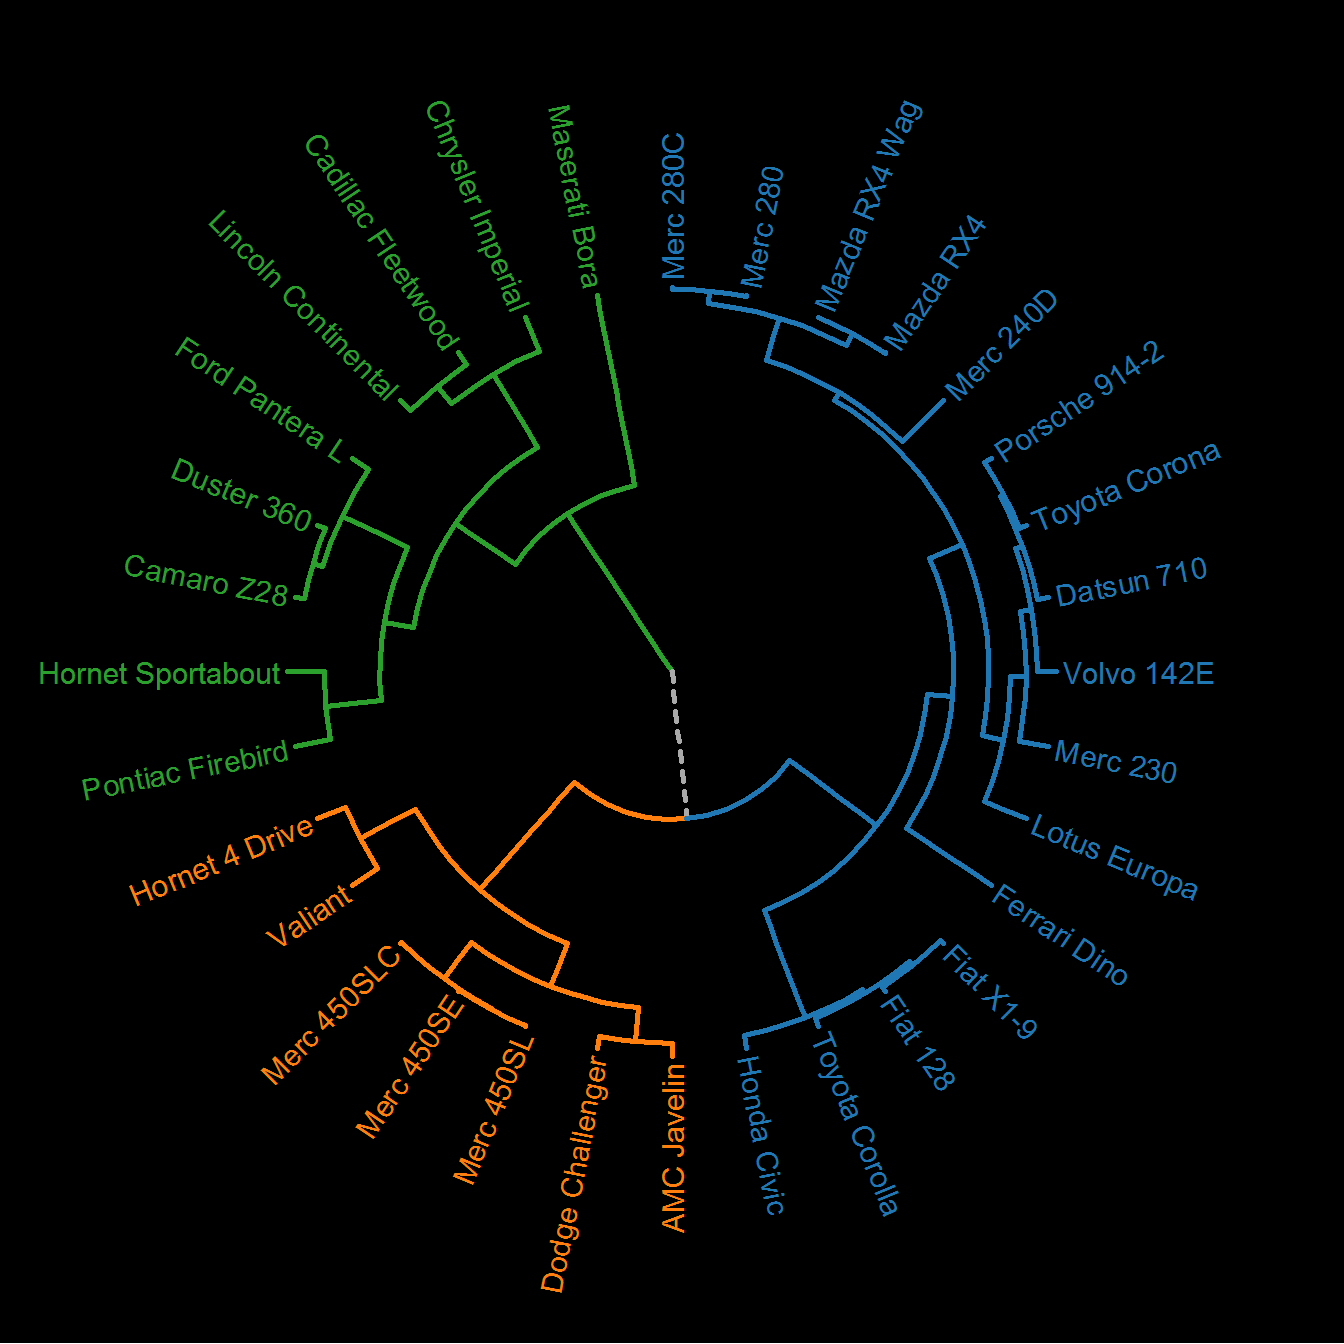 Merc 280C
Merc 280
Mazda RX4 Wag
Mazda RX4
Merc 240D
Porsche 914-2
Toyota Corona
Datsun 710
Volvo 142E
Merc 230
Lotus Europa
Ferrari Dino
Fiat X1-9
Fiat 128
Toyota Corolla
Honda Civic
AMC Javelin
Dodge Challenger
Merc 450SL
Merc 450SE
Merc 450SLC
Valiant
Hornet 4 Drive
Pontiac Firebird
Hornet Sportabout
Camaro Z28
Duster 360
Ford Pantera L
Lincoln Continental
Cadillac Fleetwood
Chrysler Imperial
Maserati Bora